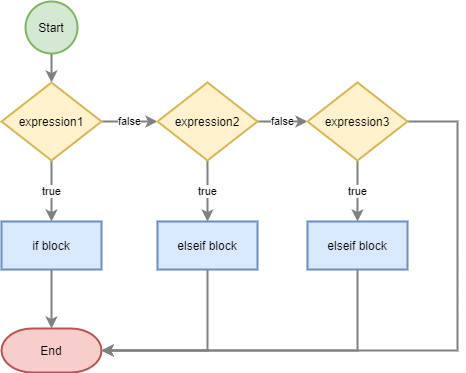 Start
expression1
false
expression2
false
expression3
true
true
true
if block
elseif block
elseif block
End